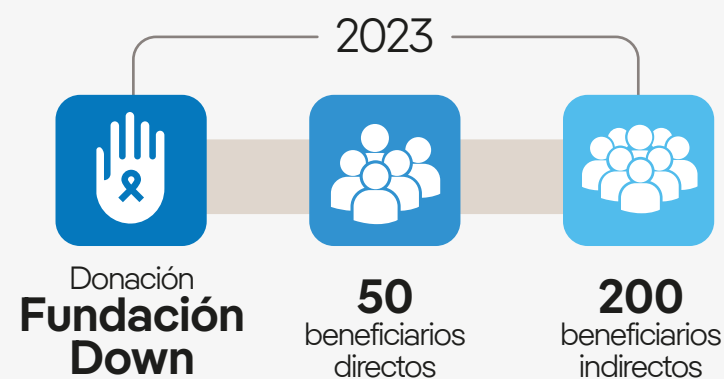 2023
Donación
Fundación
Down
50
beneficiarios
directos
200
beneficiarios
indirectos